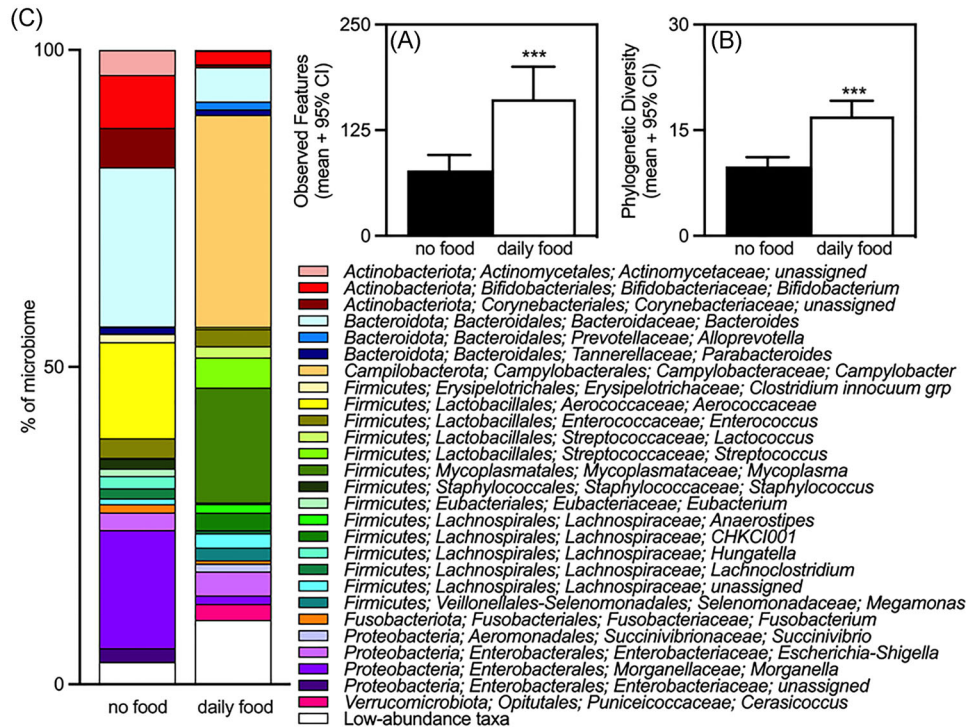 (C)
100
50
0
% of microbiome
no food
daily food
(A)
250
125
0
Observed Features
(mean + 95% CI)
***
no food
daily food
(B)
30
15
0
Phylogenetic Diversity
(mean + 95% CI)
***
no food
daily food
Actinobacteriota; Actinomycetales; Actinomycetaceae; unassigned
Actinobacteriota; Bifidobacteriales; Bifidobacteriaceae; Bifidobacterium
Actinobacteriota; Corynebacteriales; Corynebacteriaceae; unassigned
Bacteroidota; Bacteroidales; Bacteroidaceae; Bacteroides
Bacteroidota; Bacteroidales; Prevotellaceae; Alloprevotella
Bacteroidota; Bacteroidales; Tannerellaceae; Parabacteroides
Campilobacterota; Campylobacterales; Campylobacteraceae; Campylobacter
Firmicutes; Erysipelotrichales; Erysipelotrichaceae; Clostridium innocuum grp
Firmicutes; Lactobacillales; Aerococcaceae; Aerococcaceae
Firmicutes; Lactobacillales; Enterococcaceae; Enterococcus
Firmicutes; Lactobacillales; Streptococcaceae; Lactococcus
Firmicutes; Lactobacillales; Streptococcaceae; Streptococcus
Firmicutes; Mycoplasmatales; Mycoplasmataceae; Mycoplasma
Firmicutes; Staphylococcales; Staphylococcaceae; Staphylococcus
Firmicutes; Eubacteriales; Eubacteriaceae; Eubacterium
Firmicutes; Lachnospirales; Lachnospiraceae; Anaerostipes
Firmicutes; Lachnospirales; Lachnospiraceae; CHKCI001
Firmicutes; Lachnospirales; Lachnospiraceae; Hungatella
Firmicutes; Lachnospirales; Lachnospiraceae; Lachnoclostridium
Firmicutes; Lachnospirales; Lachnospiraceae; unassigned
Firmicutes; Veillonellales-Selenomonadales; Selenomonadaceae; Megamonas
Fusobacteriota; Fusobacteriales; Fusobacteriaceae; Fusobacterium
Proteobacteria; Aeromonadales; Succinivibrionaceae; Succinivibrio
Proteobacteria; Enterobacterales; Enterobacteriaceae; Escherichia-Shigella
Proteobacteria; Enterobacterales; Morganellaceae; Morganella
Proteobacteria; Enterobacterales; Enterobacteriaceae; unassigned
Verrucomicrobiota; Opitutales; Puniceicoccaceae; Cerasicoccus
Low-abundance taxa